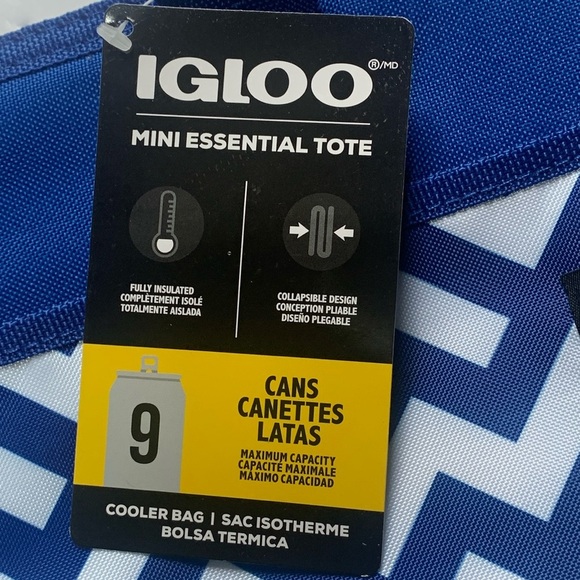 IGLOO ®/MD
MINI ESSENTIAL TOTE
FULLY INSULATED
COMPLÈTEMENT ISOLÉ
TOTALMENTE AISLADA
COLLAPSIBLE DESIGN
CONCEPTION PLIABLE
DISEÑO PLEGABLE
9
CANS
CANETTES
LATAS
MAXIMUM CAPACITY
CAPACITÉ MAXIMALE
MÁXIMO CAPACIDAD
COOLER BAG | SAC ISOTHERME
BOLSA TERMICA